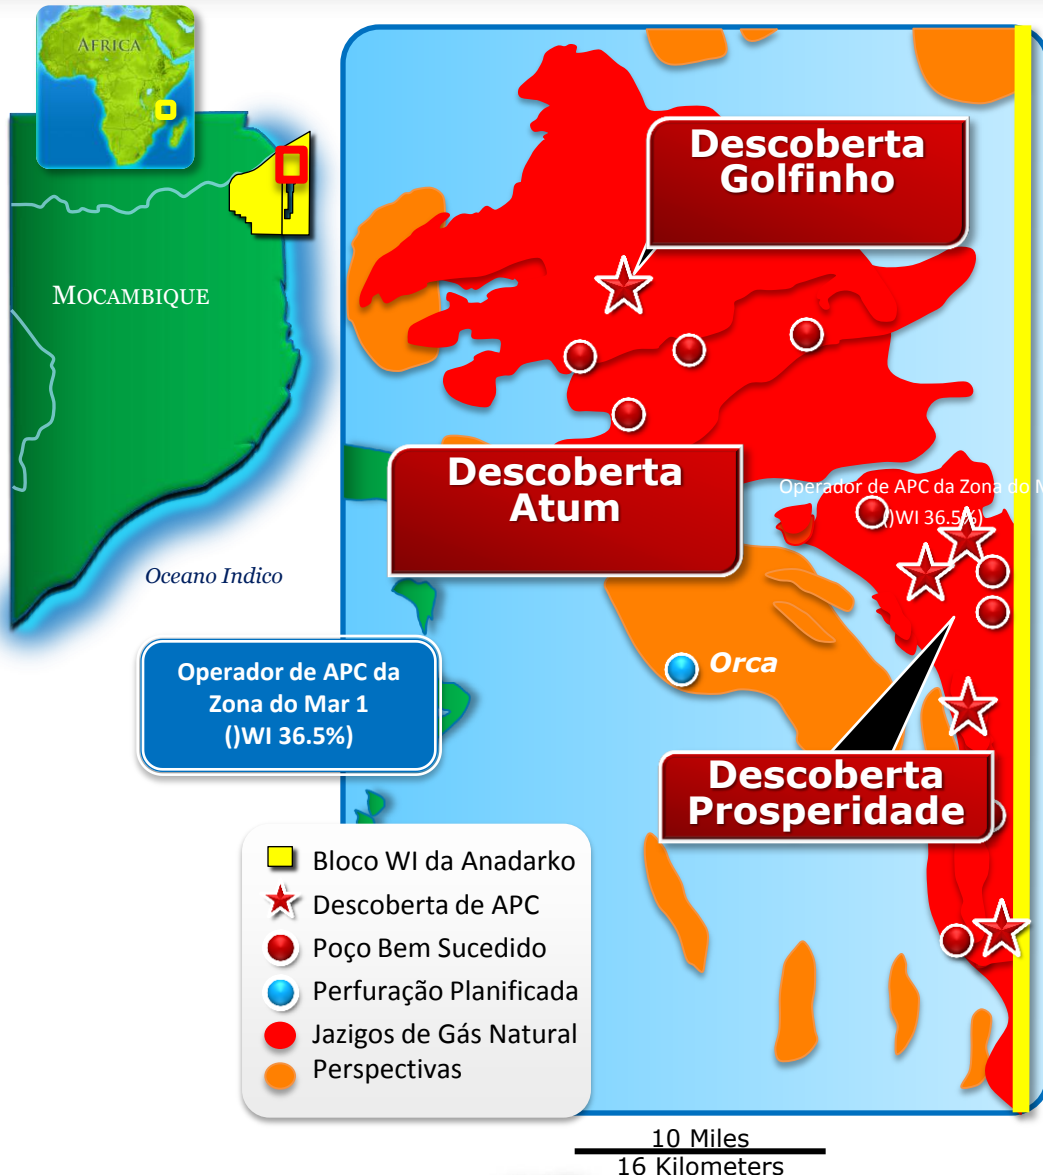 AFRICA
MOCAMBIQUE
Oceano Indico
Descoberta
Golfinho
Descoberta
Atum
Operador de APC da Zona do M
()WI 36.5%)
Orca
Operador de APC da
Zona do Mar 1
()WI 36.5%)
Descoberta
Prosperidade
Bloco WI da Anadarko
Descoberta de APC
Poço Bem Sucedido
Perfuração Planificada
Jazigos de Gás Natural
Perspectivas
10 Miles
16 Kilometers